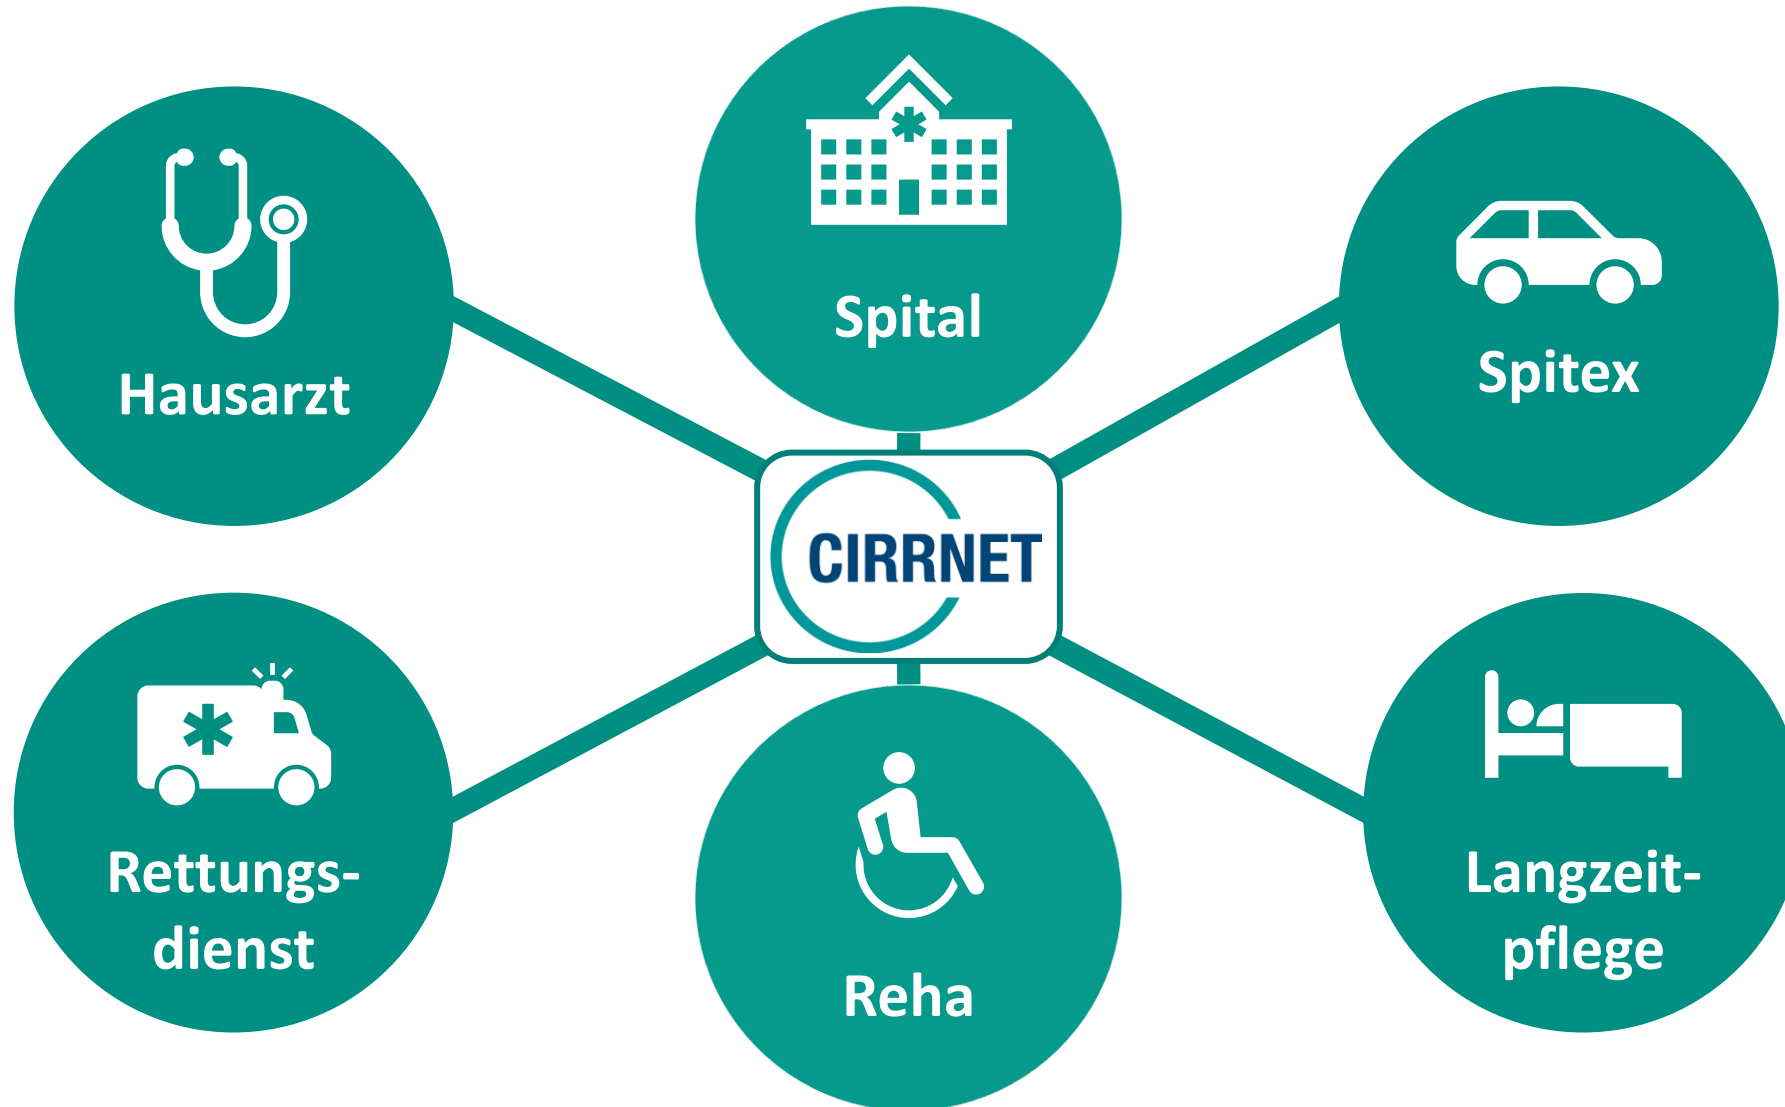 Spital
Hausarzt
Spitex
CIRRNET
Rettungs-
dienst
Reha
Langzeit-
pflege